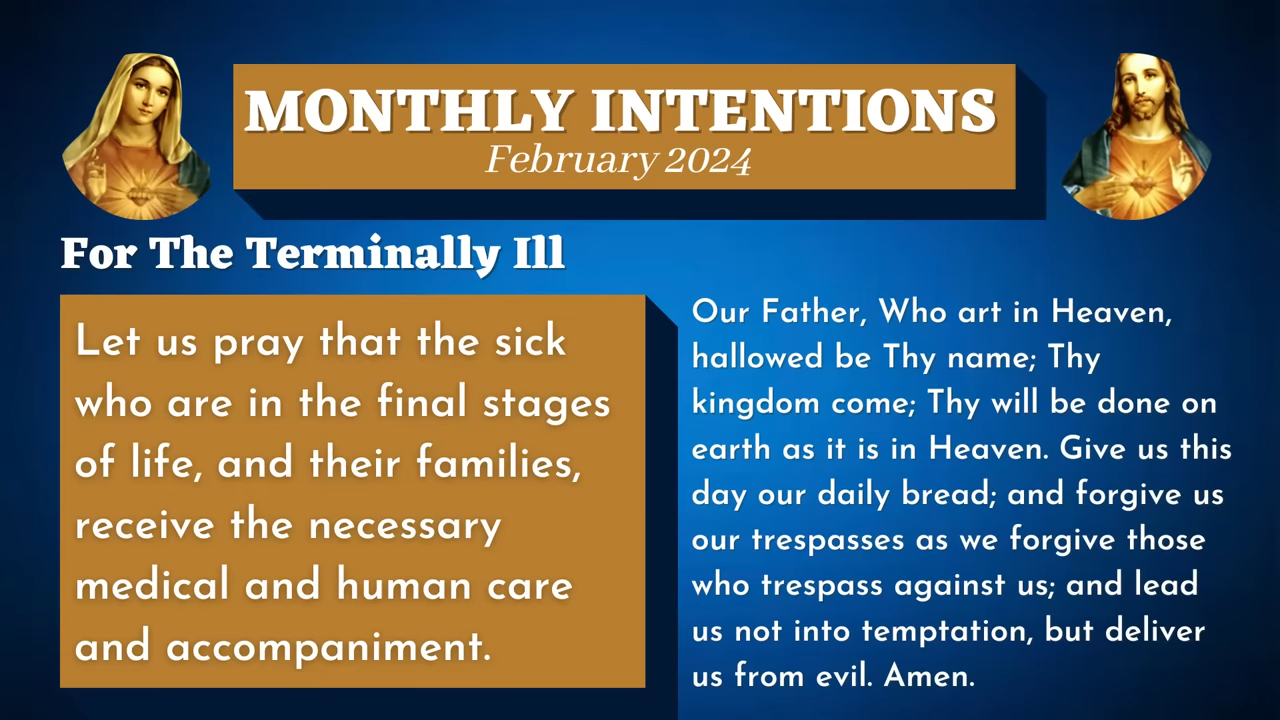 MONTHLY INTENTIONS
February 2024
For The Terminally Ill
Let us pray that the sick
who are in the final stages
of life, and their families,
receive the necessary
medical and human care
and accompaniment.
Our Father, Who art in Heaven,
hallowed be Thy name; Thy
kingdom come; Thy will be done on
earth as it is in Heaven. Give us this
day our daily bread; and forgive us
our trespasses as we forgive those
who trespass against us; and lead
us not into temptation, but deliver
us from evil. Amen.